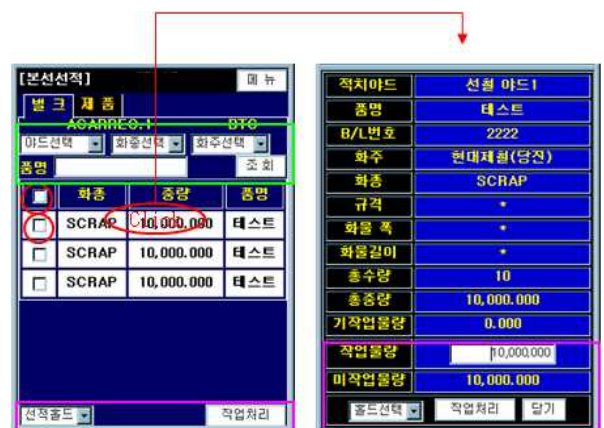 [본선선적]
메 뉴
벌 크 제 품
ACARREO.1 BTC
야드선택 화종선택 화주선택
품명 조 회
화종 중량 품명
SCRAP 10,000.000 테스트
Click
SCRAP 10,000.000 테스트
SCRAP 10,000.000 테스트
선적홀드 작업처리
적치야드 선철 야드1
품명 테스트
B/L번호 2222
화주 현대제철(당진)
화종 SCRAP
규격 *
화물 폭 *
화물길이 *
총수량 10
총중량 10,000.000
기작업물량 0.000
작업물량 10,000,000
미작업물량 10,000.000
홀드선택 작업처리 닫기